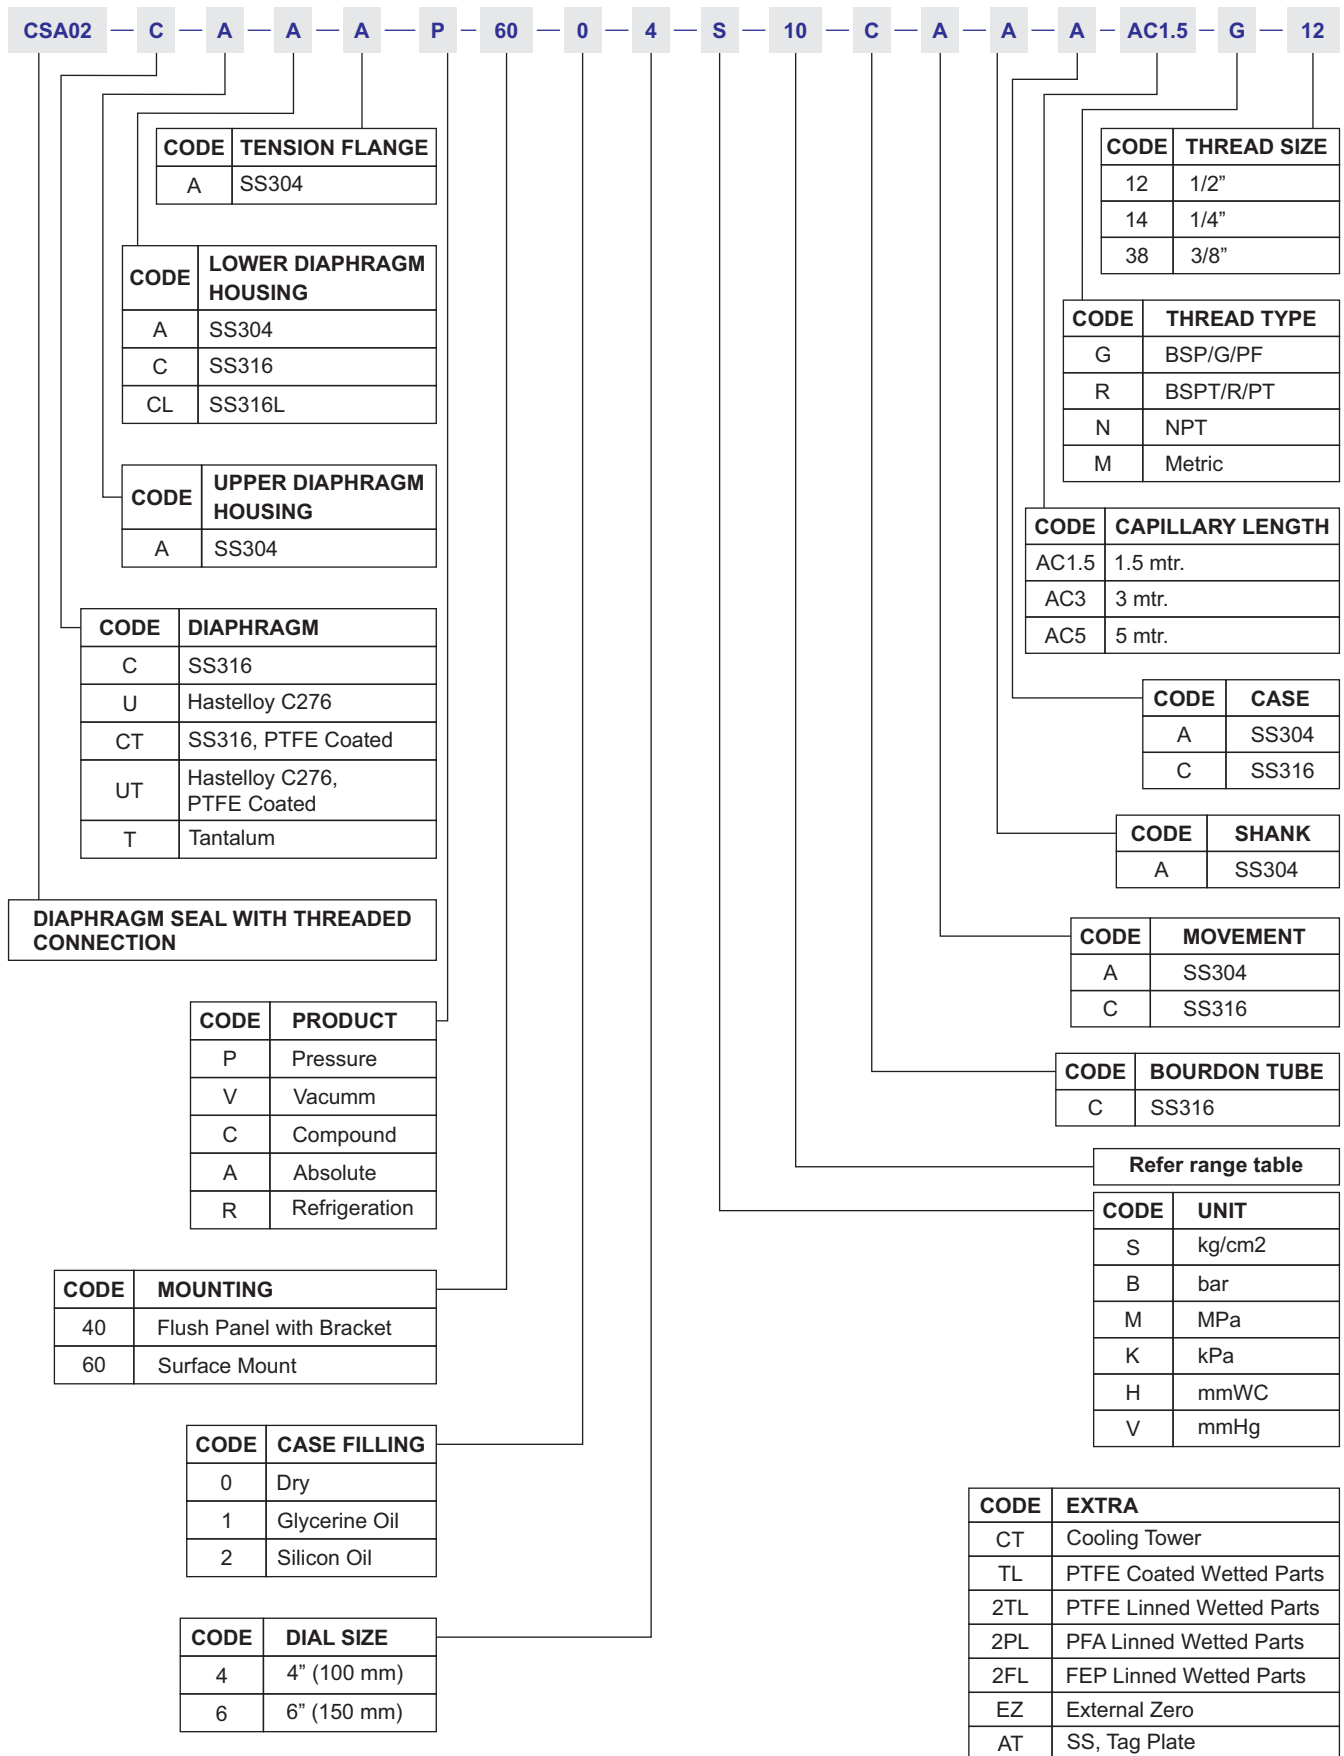 CSA02 — C — A — A — A — P — 60 — 0 — 4 — S — 10 — C — A — A — A — AC1.5 — G — 12
CODE TENSION FLANGE
A SS304
CODE LOWER DIAPHRAGM
HOUSING
A SS304
C SS316
CL SS316L
CODE UPPER DIAPHRAGM
HOUSING
A SS304
CODE DIAPHRAGM
C SS316
U Hastelloy C276
CT SS316, PTFE Coated
UT Hastelloy C276,
PTFE Coated
T Tantalum
DIAPHRAGM SEAL WITH THREADED
CONNECTION
CODE PRODUCT
P Pressure
V Vacumm
C Compound
A Absolute
R Refrigeration
CODE MOUNTING
40 Flush Panel with Bracket
60 Surface Mount
CODE CASE FILLING
0 Dry
1 Glycerine Oil
2 Silicon Oil
CODE DIAL SIZE
4 4” (100 mm)
6 6” (150 mm)
CODE THREAD SIZE
12 1/2”
14 1/4”
38 3/8”
CODE THREAD TYPE
G BSP/G/PF
R BSPT/R/PT
N NPT
M Metric
CODE CAPILLARY LENGTH
AC1.5 1.5 mtr.
AC3 3 mtr.
AC5 5 mtr.
CODE CASE
A SS304
C SS316
CODE SHANK
A SS304
CODE MOVEMENT
A SS304
C SS316
CODE BOURDON TUBE
C SS316
Refer range table
CODE UNIT
S kg/cm2
B bar
M MPa
K kPa
H mmWC
V mmHg
CODE EXTRA
CT Cooling Tower
TL PTFE Coated Wetted Parts
2TL PTFE Linned Wetted Parts
2PL PFA Linned Wetted Parts
2FL FEP Linned Wetted Parts
EZ External Zero
AT SS, Tag Plate